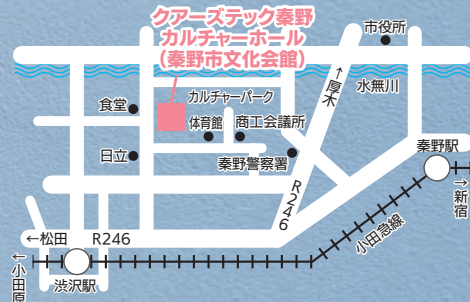 クアーズテック秦野
カルチャーホール
(秦野市文化会館)
市役所
←厚木
水無川
食堂
カルチャーパーク
体育館
商工会議所
日立
秦野警察署
秦野駅
→新宿
R246
小田急線
←松田
R246
←小田原
渋沢駅